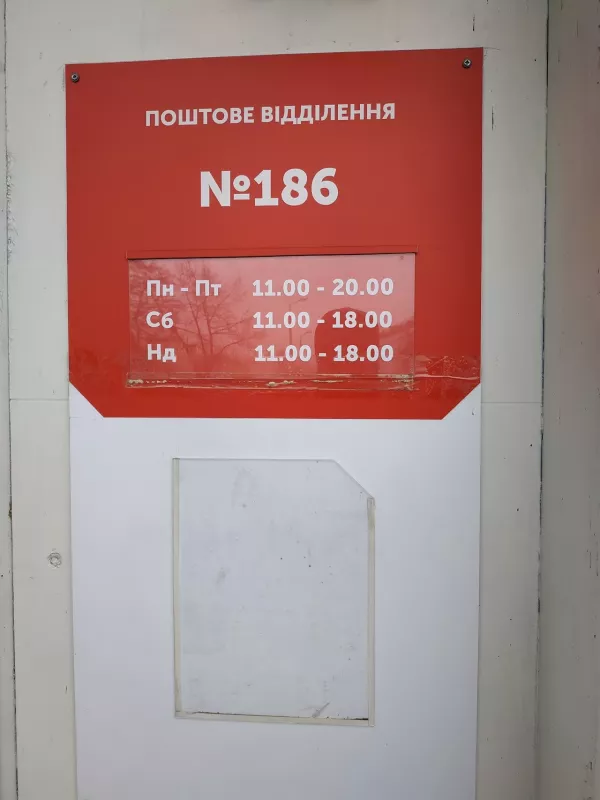 ПОШТОВЕ ВІДДІЛЕННЯ
№186
Пн - Пт 11.00 - 20.00
Сб 11.00 - 18.00
Нд 11.00 - 18.00